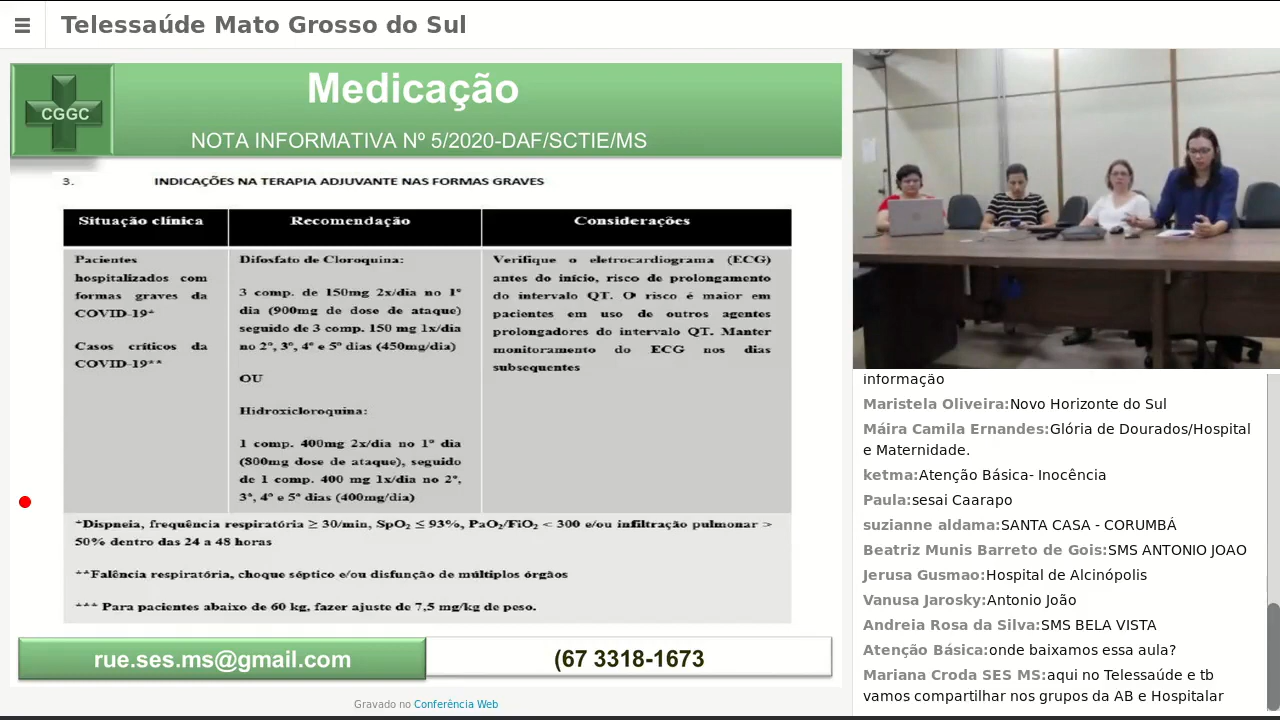 Telessaúde Mato Grosso do Sul
CGGC
Medicação
NOTA INFORMATIVA Nº 5/2020-DAF/SCTIE/MS
3. INDICAÇÕES NA TERAPIA ADJUVANTE NAS FORMAS GRAVES
Situação clínica
Recomendação
Considerações
Pacientes
hospitalizados com
formas graves da
COVID-19*
Casos críticos da
COVID-19**
Difosfato de Cloroquina:
3 comp. de 150mg 2x/dia no 1º
dia (900mg de dose de ataque)
seguido de 3 comp. 150 mg 1x/dia
no 2º, 3º, 4º e 5º dias (450mg/dia)
OU
Hidroxicloroquina:
1 comp. 400mg 2x/dia no 1º dia
(800mg dose de ataque), seguido
de 1 comp. 400 mg 1x/dia no 2º,
3º, 4º e 5º dias (400mg/dia)
Verifique o eletrocardiograma (ECG)
antes do início, risco de prolongamento
do intervalo QT. O risco é maior em
pacientes em uso de outros agentes
prolongadores do intervalo QT. Manter
monitoramento do ECG nos dias
subsequentes
*Dispneia, frequência respiratória ≥ 30/min, SpO₂ ≤ 93%, PaO₂/FiO₂ < 300 e/ou infiltração pulmonar >
50% dentro das 24 a 48 horas
**Falência respiratória, choque séptico e/ou disfunção de múltiplos órgãos
*** Para pacientes abaixo de 60 kg, fazer ajuste de 7,5 mg/kg de peso.
rue.ses.ms@gmail.com
(67 3318-1673
Gravado no Conferência Web
informação
Maristela Oliveira:Novo Horizonte do Sul
Máira Camila Ernandes:Glória de Dourados/Hospital
e Maternidade.
ketma:Atenção Básica- Inocência
Paula:sesai Caarapo
suzianne aldama:SANTA CASA - CORUMBÁ
Beatriz Munis Barreto de Gois:SMS ANTONIO JOAO
Jerusa Gusmao:Hospital de Alcinópolis
Vanusa Jarosky:Antonio João
Andreia Rosa da Silva:SMS BELA VISTA
Atenção Básica:onde baixamos essa aula?
Mariana Croda SES MS:aqui no Telessaúde e tb
vamos compartilhar nos grupos da AB e Hospitalar